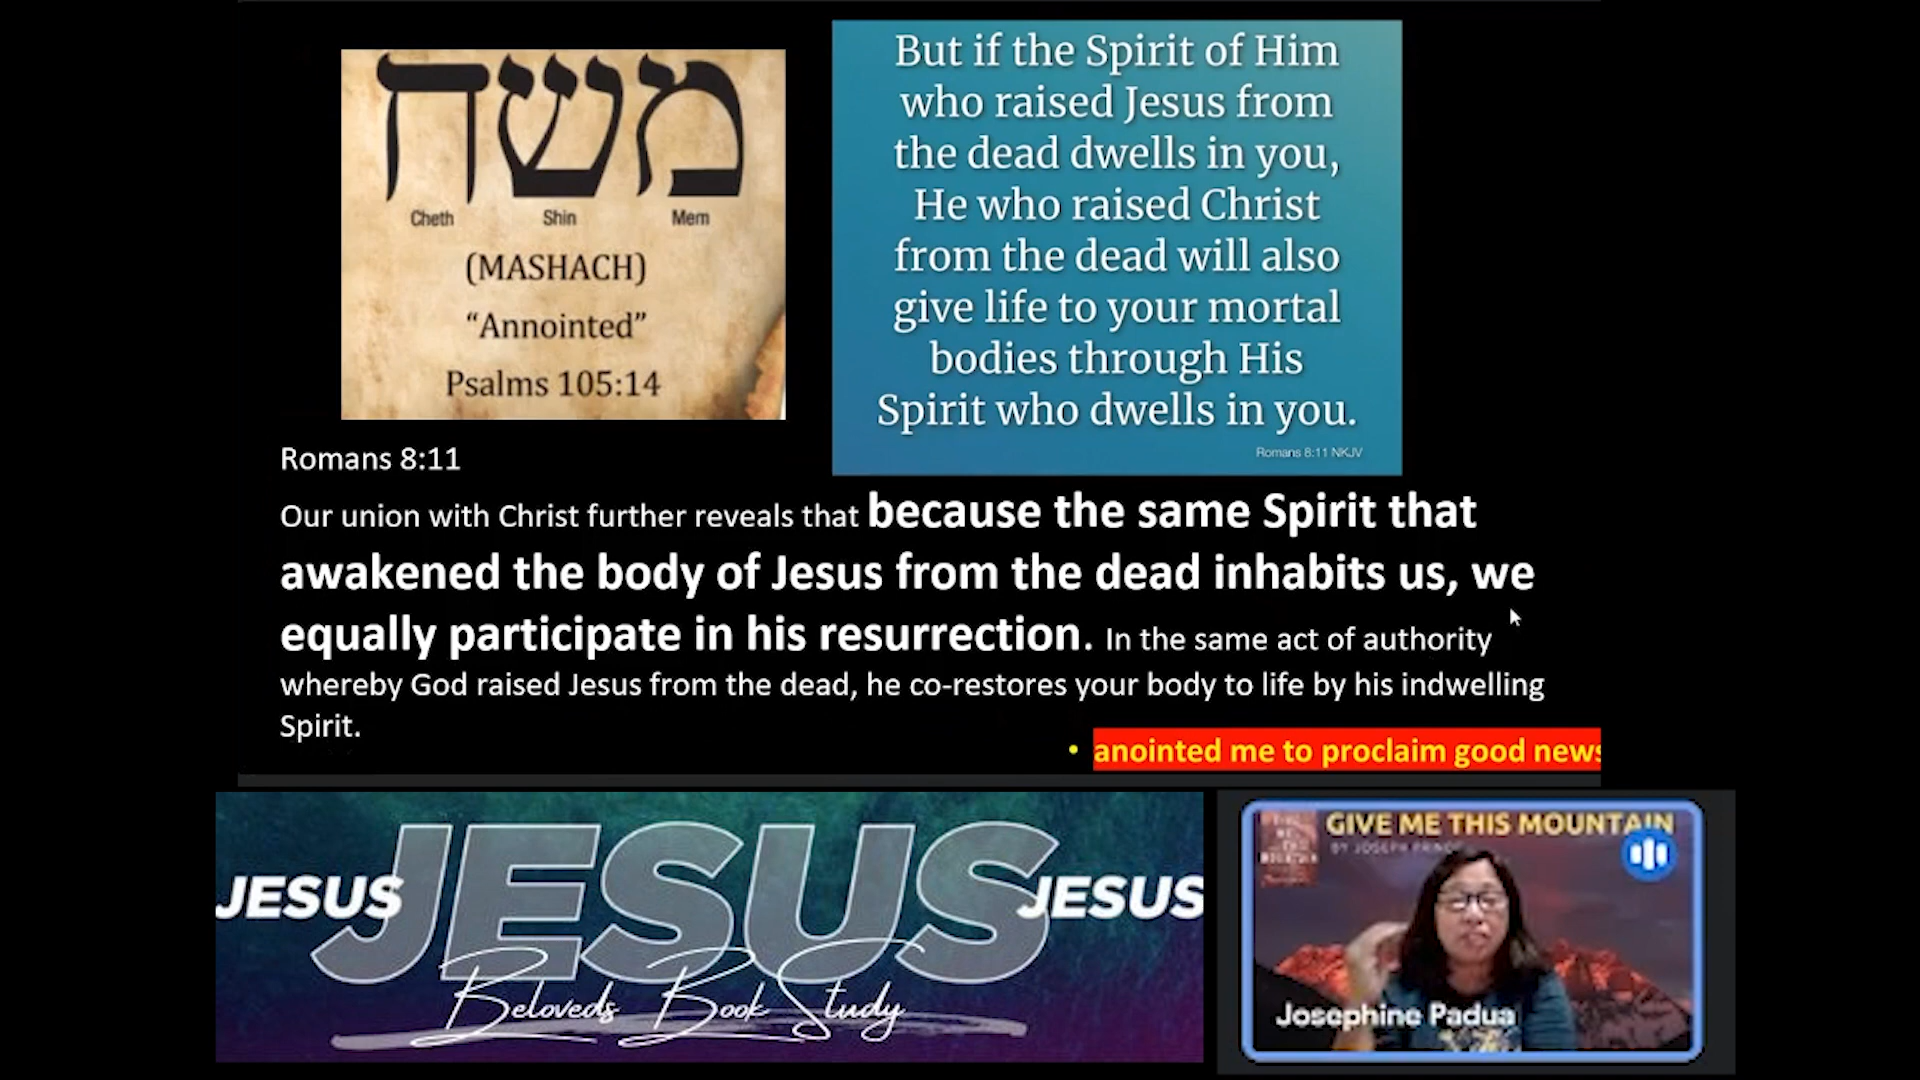 משח
Cheth Shin Mem
(MASHACH)
“Annointed”
Psalms 105:14
But if the Spirit of Him
who raised Jesus from
the dead dwells in you,
He who raised Christ
from the dead will also
give life to your mortal
bodies through His
Spirit who dwells in you.
Romans 8:11 NKJV
Romans 8:11
Our union with Christ further reveals that because the same Spirit that
awakened the body of Jesus from the dead inhabits us, we
equally participate in his resurrection. In the same act of authority
whereby God raised Jesus from the dead, he co-restores your body to life by his indwelling
Spirit.
• anointed me to proclaim good news
JESUS JESUS JESUS
Beloveds Book Study
GIVE ME THIS MOUNTAIN
BY JOSEPH PRINCE
Josephine Padua